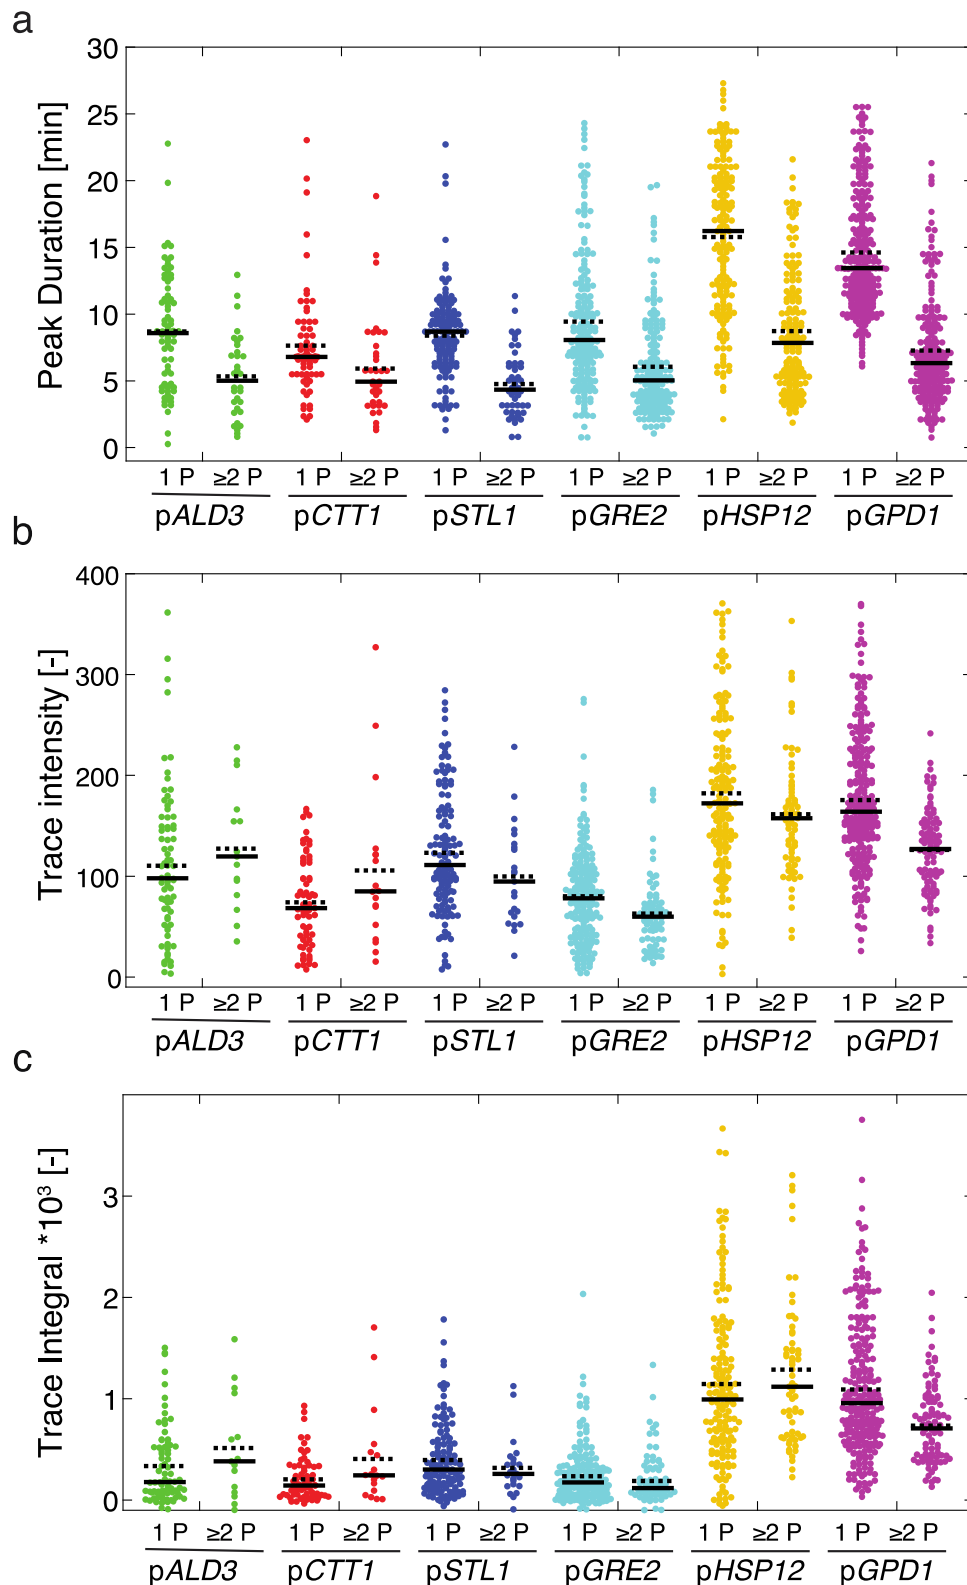 a
30
25
20
15
10
5
0
Peak Duration [min]
1 P ≥2 P 1 P ≥2 P 1 P ≥2 P 1 P ≥2 P 1 P ≥2 P 1 P ≥2 P
pALD3 pCTT1 pSTL1 pGRE2 pHSP12 pGPD1
b
400
300
200
100
0
Trace intensity [-]
1 P ≥2 P 1 P ≥2 P 1 P ≥2 P 1 P ≥2 P 1 P ≥2 P 1 P ≥2 P
pALD3 pCTT1 pSTL1 pGRE2 pHSP12 pGPD1
c
3
2
1
0
Trace Integral *10³ [-]
1 P ≥2 P 1 P ≥2 P 1 P ≥2 P 1 P ≥2 P 1 P ≥2 P 1 P ≥2 P
pALD3 pCTT1 pSTL1 pGRE2 pHSP12 pGPD1